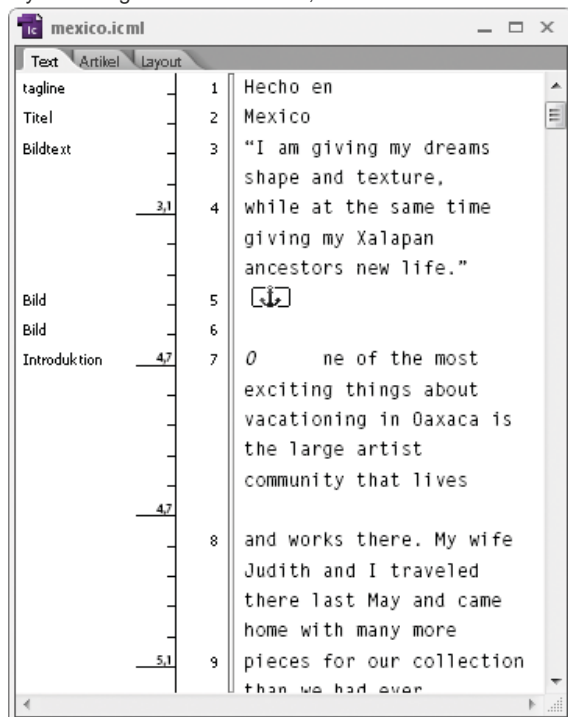 mexico.icml
Text Artikel Layout
tagline 1 Hecho en
Titel 2 Mexico
Bildtext 3 “I am giving my dreams
shape and texture,
3,1 4 while at the same time
giving my Xalapan
ancestors new life.”
Bild 5
Bild 6
Introduktion 4,7 7 O ne of the most
exciting things about
vacationing in Oaxaca is
the large artist
community that lives
4,7
8 and works there. My wife
Judith and I traveled
there last May and came
home with many more
5,1 9 pieces for our collection
than we had ever